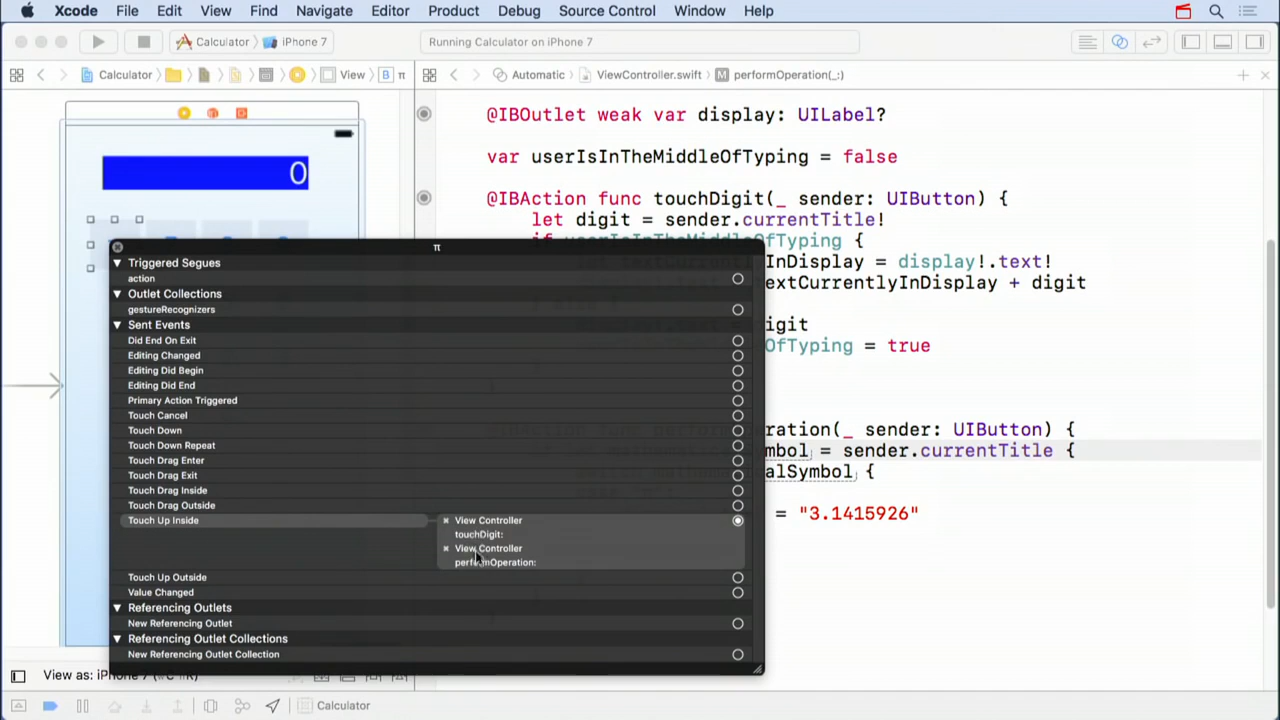 Xcode File Edit View Find Navigate Editor Product Debug Source Control Window Help
Calculator iPhone 7 Running Calculator on iPhone 7
Calculator View B π Automatic ViewController.swift M performOperation(_:)
0
@IBOutlet weak var display: UILabel?
var userIsInTheMiddleOfTyping = false
@IBAction func touchDigit(_ sender: UIButton) {
let digit = sender.currentTitle!
if userIsInTheMiddleOfTyping {
InDisplay = display!.text!
extCurrentlyInDisplay + digit
igit
OfTyping = true
ration(_ sender: UIButton) {
mbol = sender.currentTitle {
alSymbol {
= "3.1415926"
π
Triggered Segues
action
Outlet Collections
gestureRecognizers
Sent Events
Did End On Exit
Editing Changed
Editing Did Begin
Editing Did End
Primary Action Triggered
Touch Cancel
Touch Down
Touch Down Repeat
Touch Drag Enter
Touch Drag Exit
Touch Drag Inside
Touch Drag Outside
Touch Up Inside View Controller
touchDigit:
View Controller
performOperation:
Touch Up Outside
Value Changed
Referencing Outlets
New Referencing Outlet
Referencing Outlet Collections
New Referencing Outlet Collection
View as: iPhone 7
Calculator